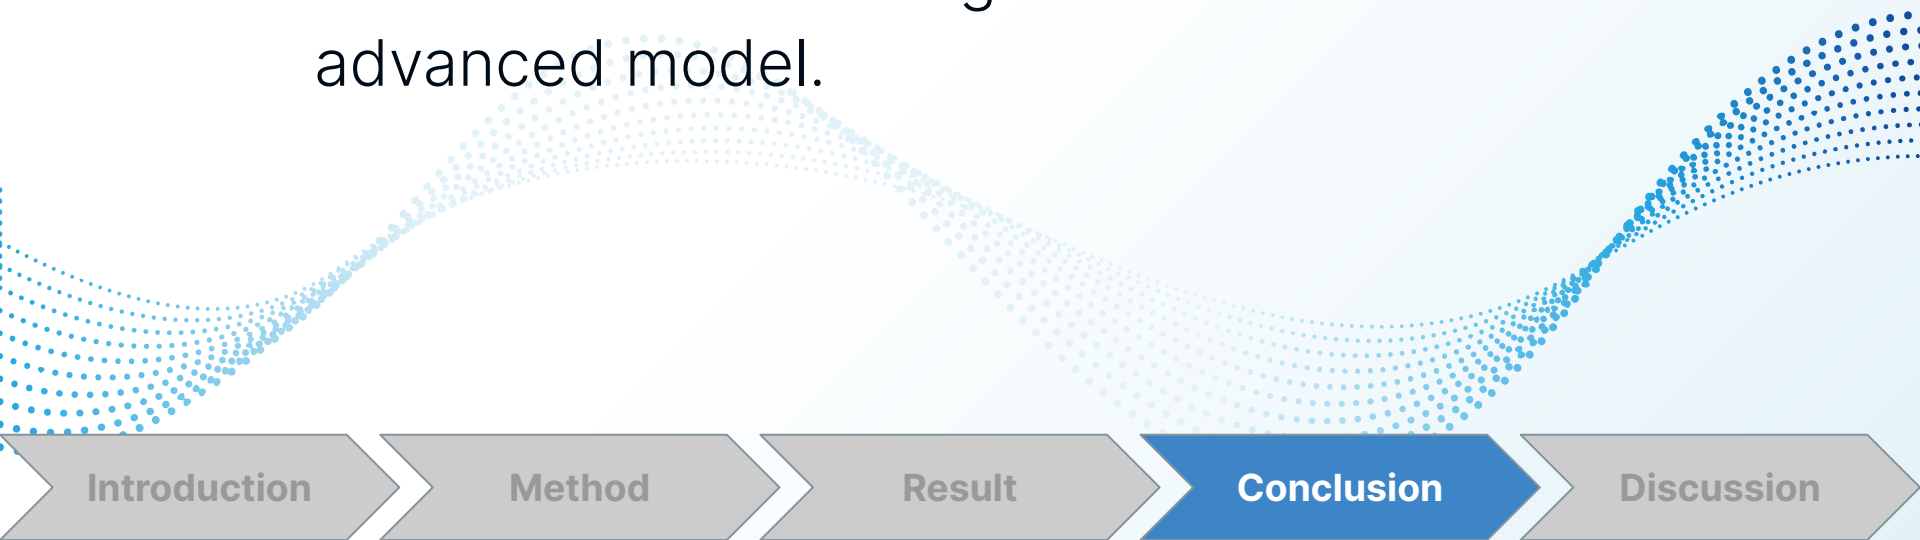 advanced model.
Introduction
Method
Result
Conclusion
Discussion